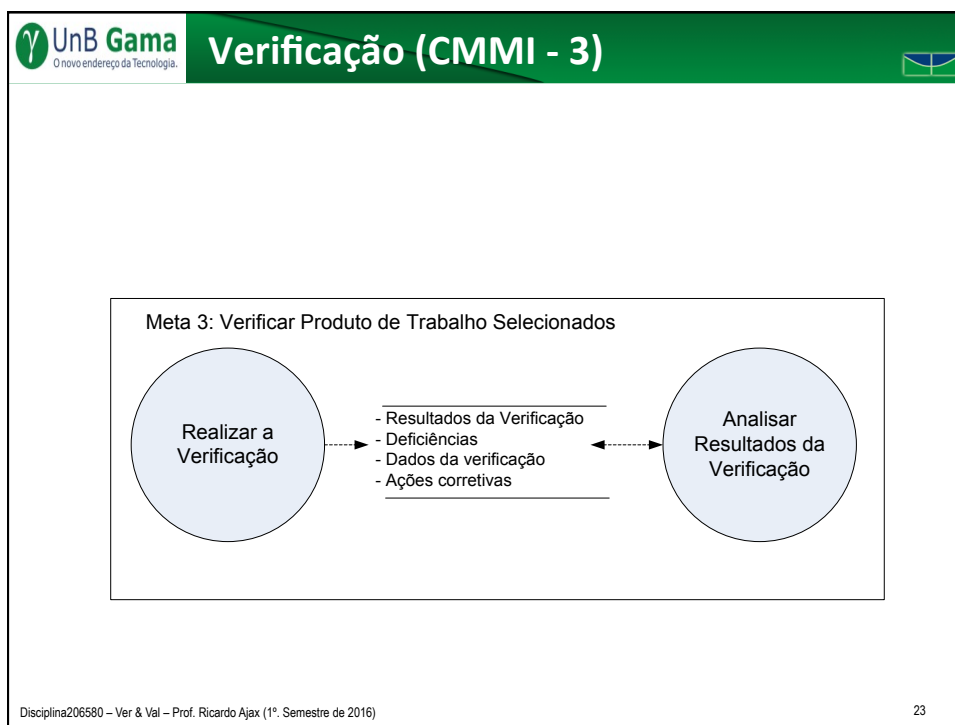 γ UnB Gama
O novo endereço da Tecnologia.
Verificação (CMMI - 3)
Meta 3: Verificar Produto de Trabalho Selecionados
Realizar a
Verificação
- Resultados da Verificação
- Deficiências
- Dados da verificação
- Ações corretivas
Analisar
Resultados da
Verificação
Disciplina206580 – Ver & Val – Prof. Ricardo Ajax (1º. Semestre de 2016)
23